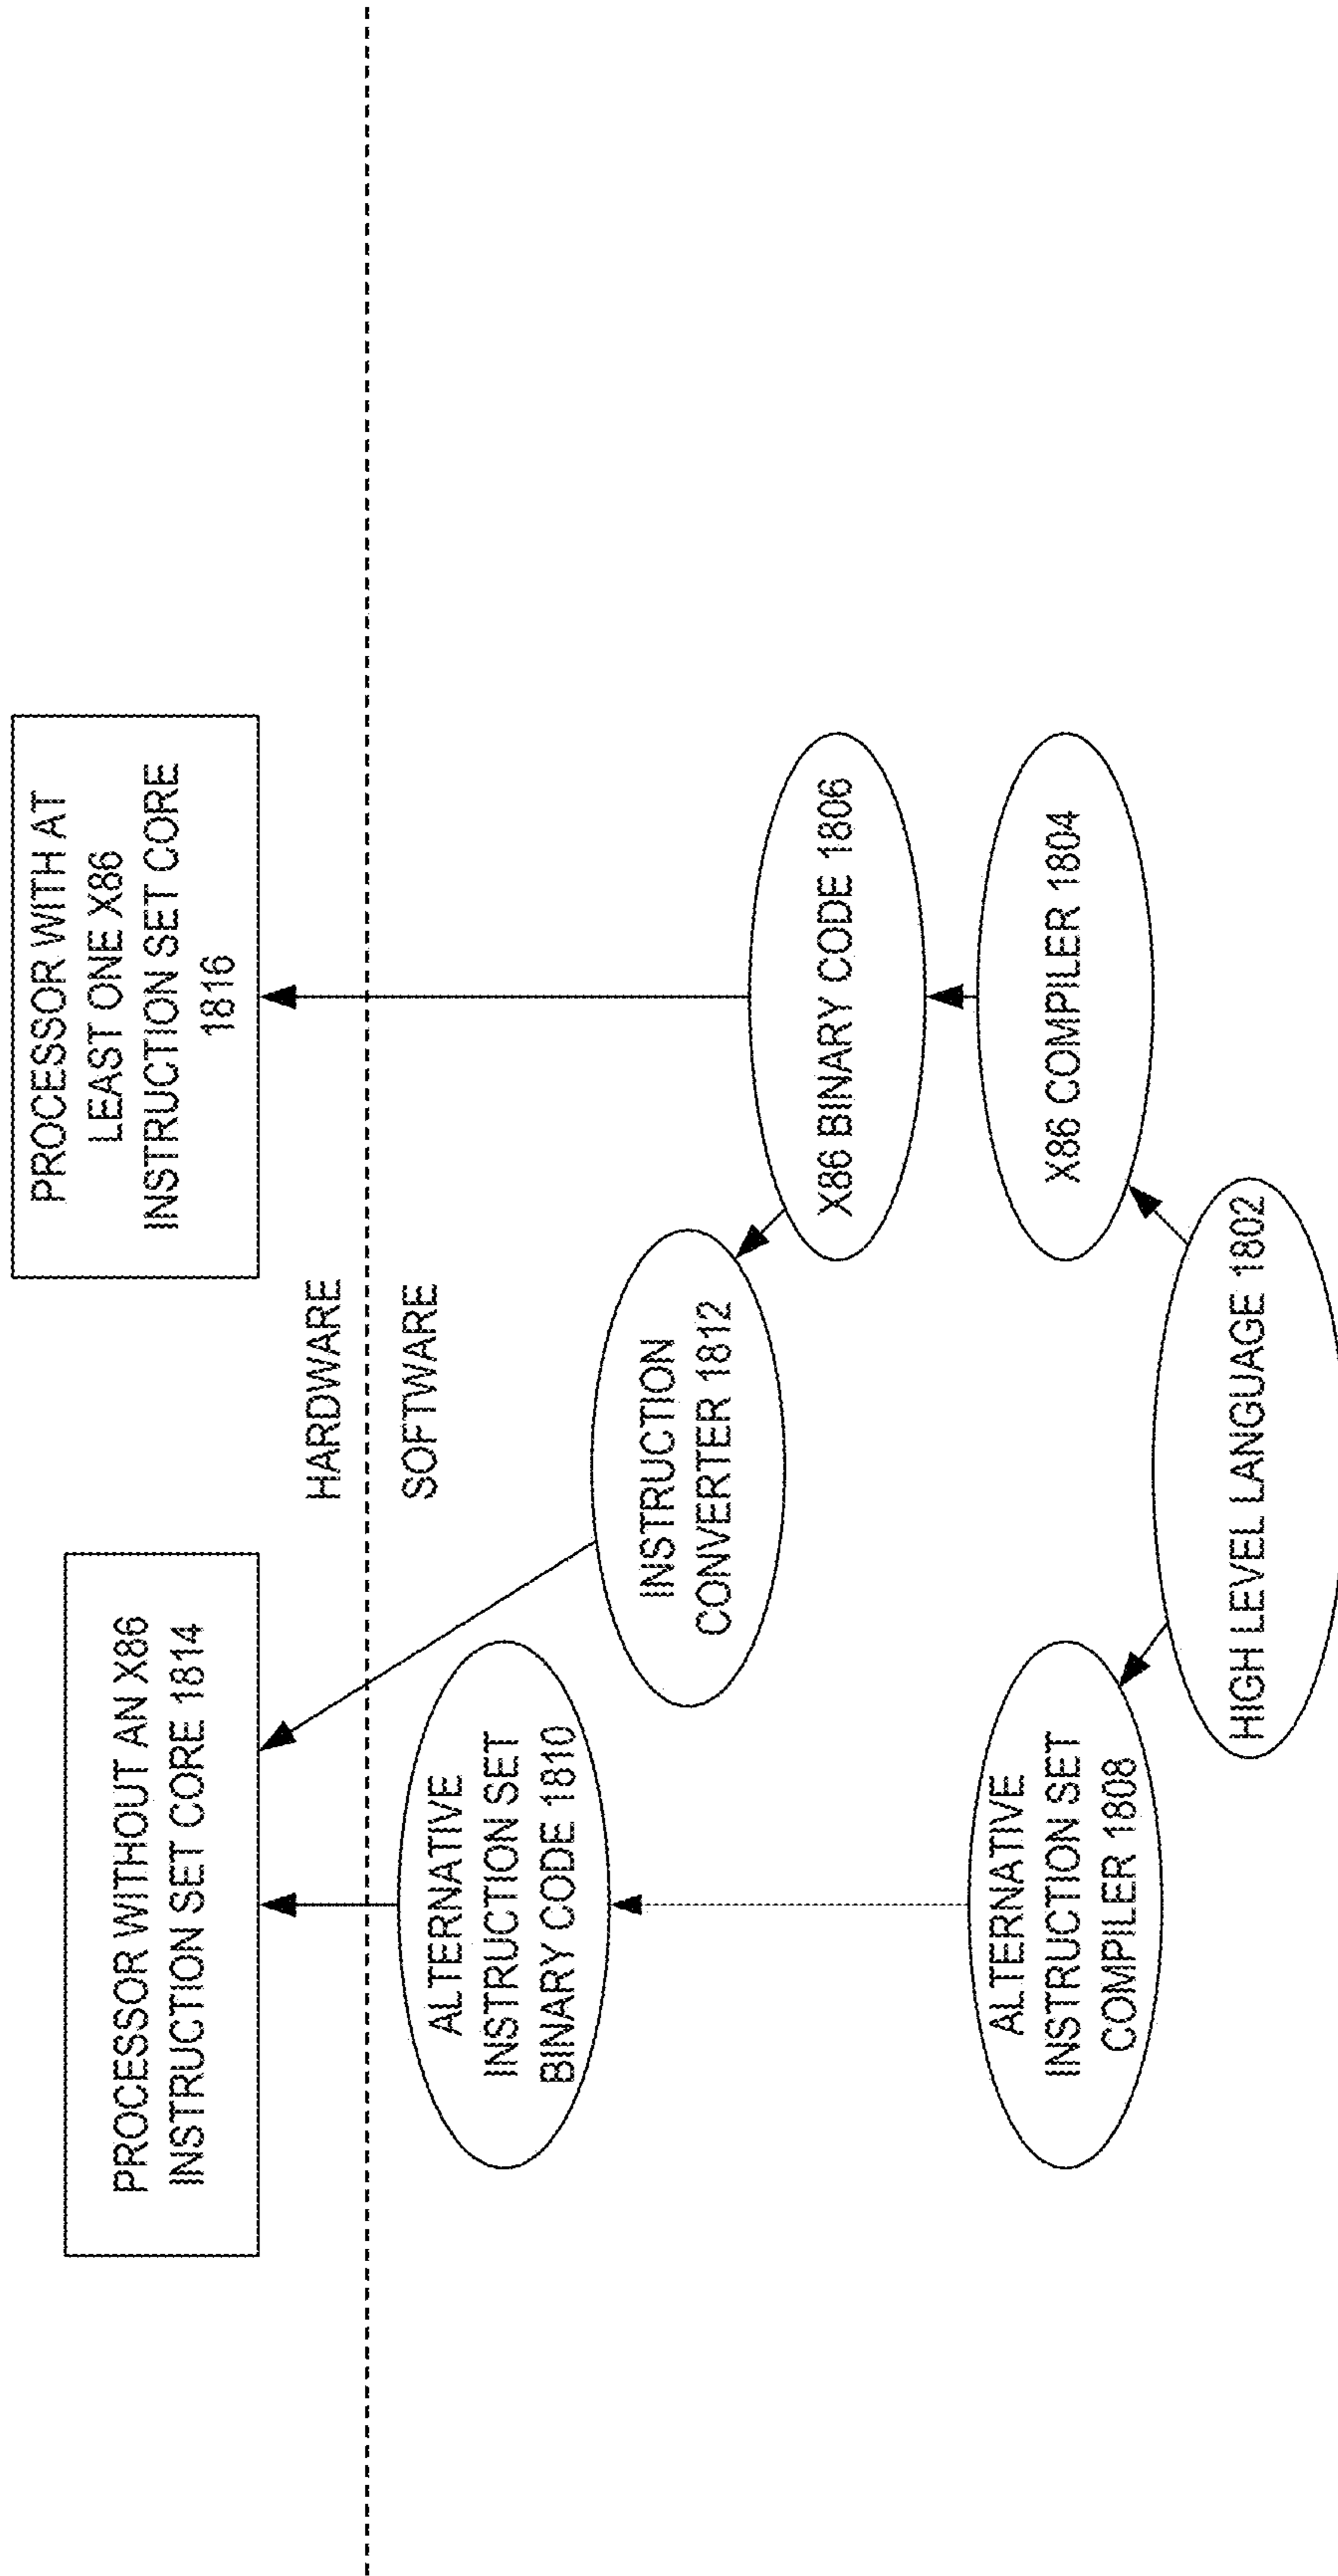 PROCESSOR WITHOUT AN X86
INSTRUCTION SET CORE 1814
PROCESSOR WITH AT
LEAST ONE X86
INSTRUCTION SET CORE
1816
HARDWARE
SOFTWARE
ALTERNATIVE
INSTRUCTION SET
BINARY CODE 1810
INSTRUCTION
CONVERTER 1812
X86 BINARY CODE 1806
ALTERNATIVE
INSTRUCTION SET
COMPILER 1808
X86 COMPILER 1804
HIGH LEVEL LANGUAGE 1802